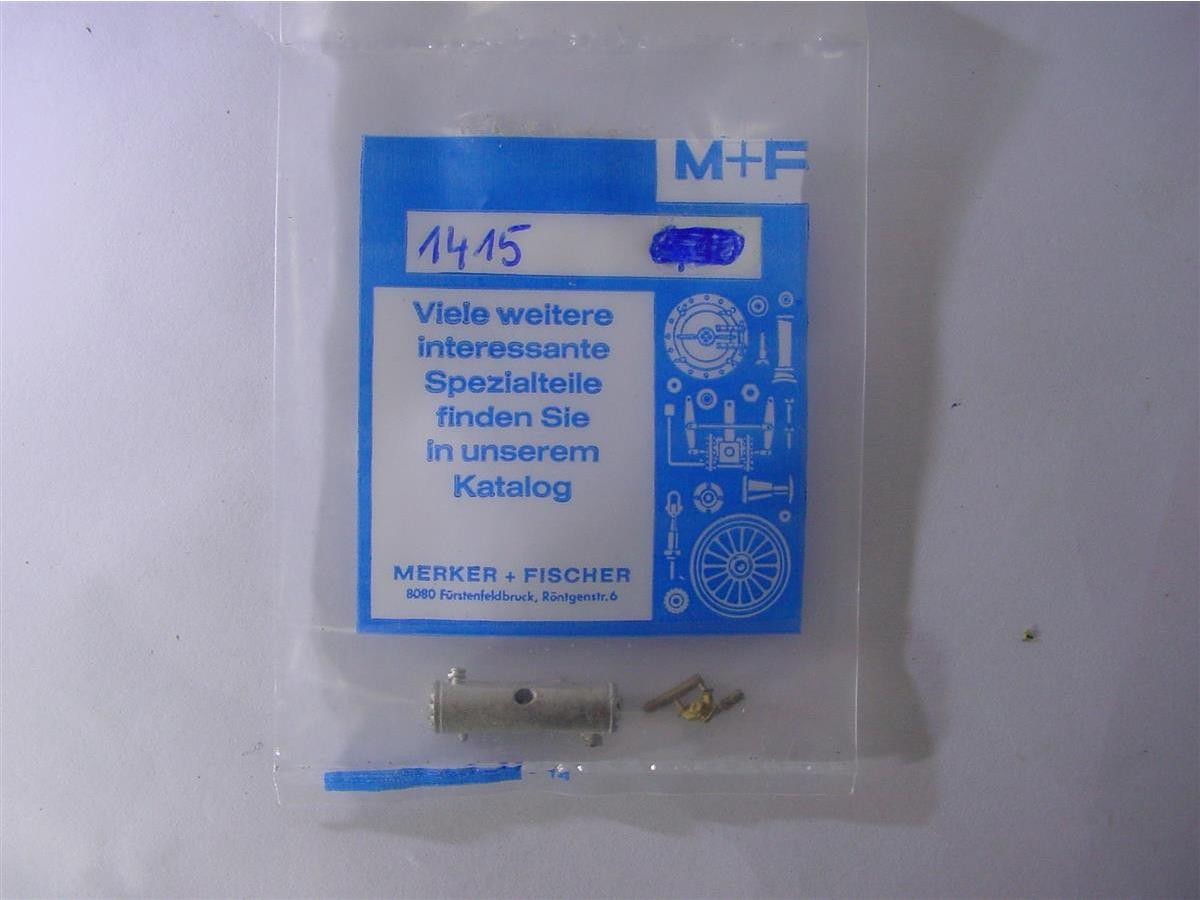 M+F
1415
Viele weitere
interessante
Spezialteile
finden Sie
in unserem
Katalog
MERKER + FISCHER
8080 Fürstenfeldbruck, Röntgenstr. 6